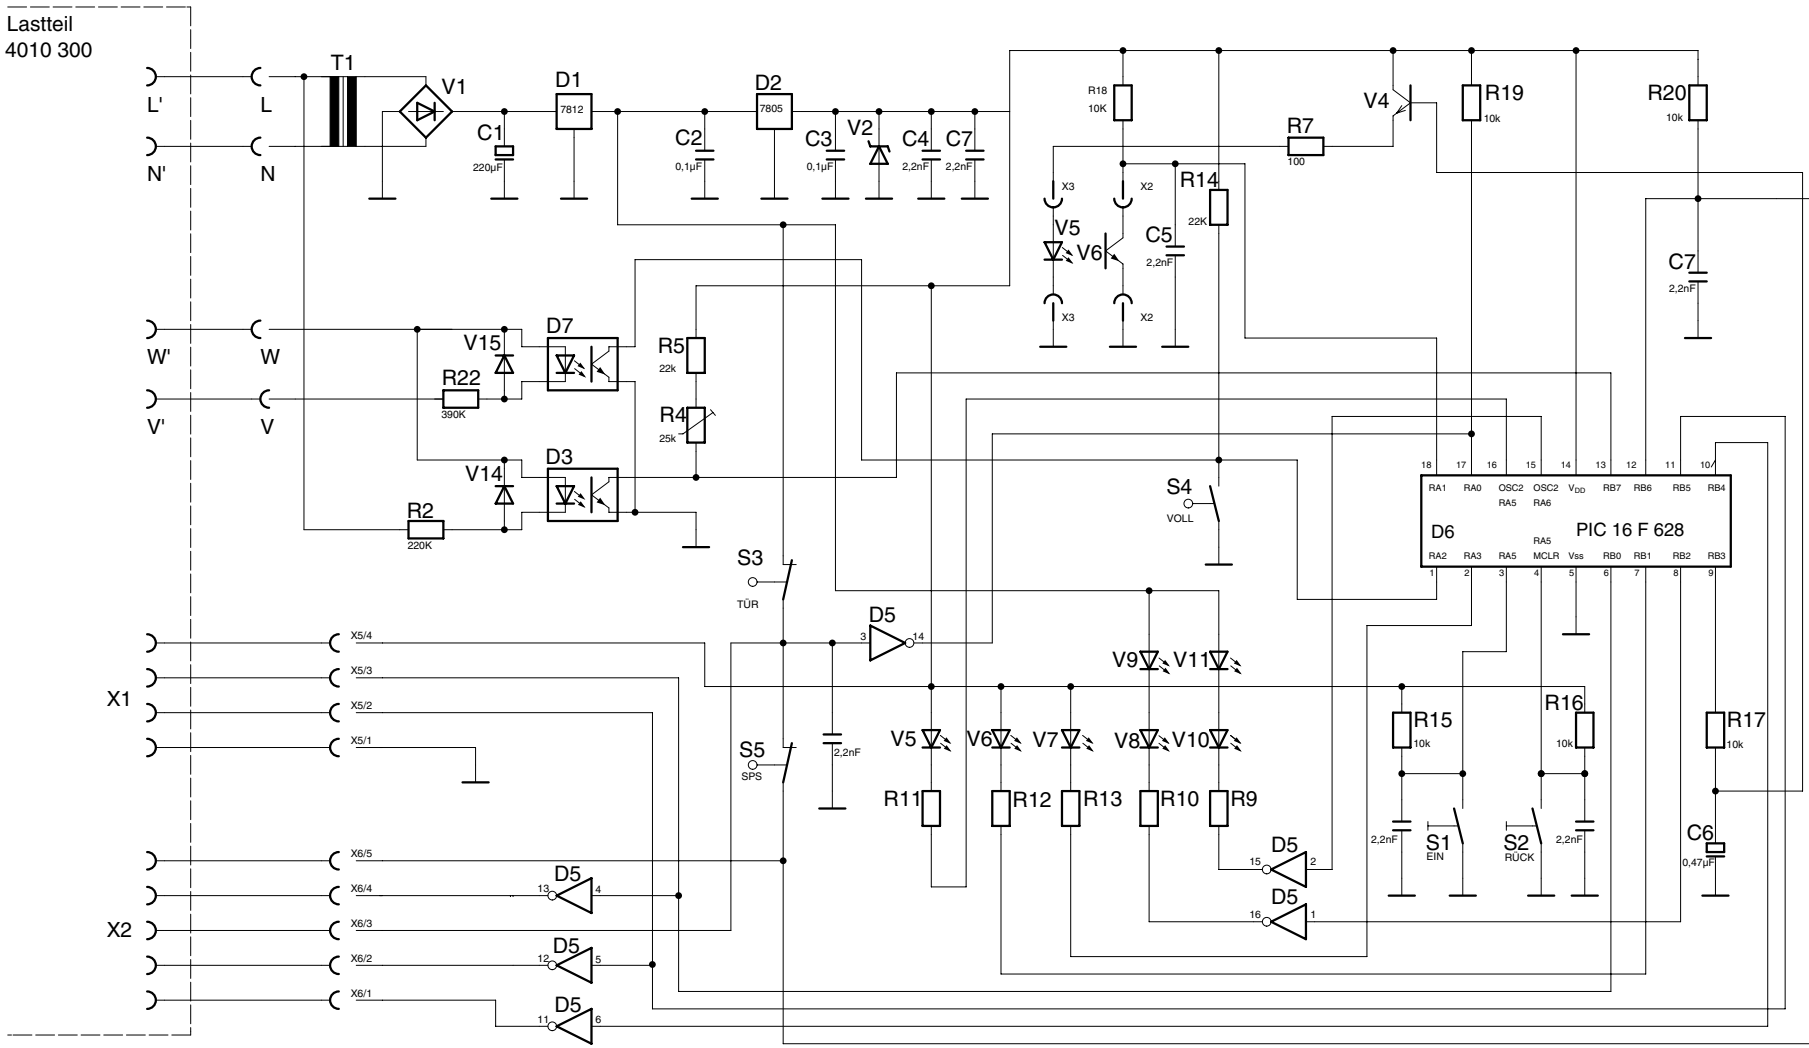 Lastteil
4010 300
T1
V1
D1
7812
D2
7805
L'
L
N'
N
C1
220µF
C2
0,1µF
C3
0,1µF
V2
C4
2,2nF
C7
2,2nF
R18
10K
V4
R19
10k
R20
10k
R7
100
X3
X2
R14
22K
V5
V6
C5
2,2nF
C7
2,2nF
X3
X2
W'
W
V15
D7
R22
390K
V'
V
R5
22k
R4
25k
V14
D3
R2
220K
S4
VOLL
18
17
16
15
14
13
12
11
10
RA1
RA0
OSC2
OSC2
VDD
RB7
RB6
RB5
RB4
RA5
RA6
D6
PIC 16 F 628
RA5
RA2
RA3
RA5
MCLR
Vss
RB0
RB1
RB2
RB3
1
2
3
4
5
6
7
8
9
S3
TÜR
D5
3
14
X1
X5/4
X5/3
X5/2
X5/1
V9
V11
S5
SPS
2,2nF
V5
V6
V7
V8
V10
R15
10k
R16
10k
R17
10k
R11
R12
R13
R10
R9
2,2nF
S1
EIN
S2
RÜCK
2,2nF
C6
0,47µF
D5
15
2
D5
16
1
X2
X6/5
X6/4
X6/3
X6/2
X6/1
D5
13
4
D5
12
5
D5
11
6